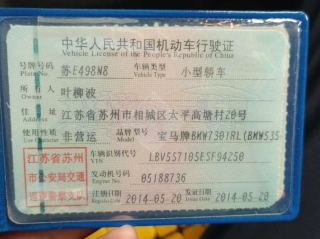 中华人民共和国机动车行驶证
Vehicle License of the People's Republic of China
号牌号码 苏E498N8 车辆类型 小型轿车
Plate No. Vehicle Type
所有人 叶柳波
Owner
住址 江苏省苏州市相城区太平高塘村20号
Address
使用性质 非营运 品牌型号 宝马牌BMW7301RL(BMW535
Use Character Model
江苏省苏州 车辆识别代号 LBV5S7105ESF94250
VIN
市公安局交通 发动机号码 05188736
Engine No.
巡逻警察支队 注册日期 2014-05-20 发证日期 2014-05-20
Register Date Issue Date